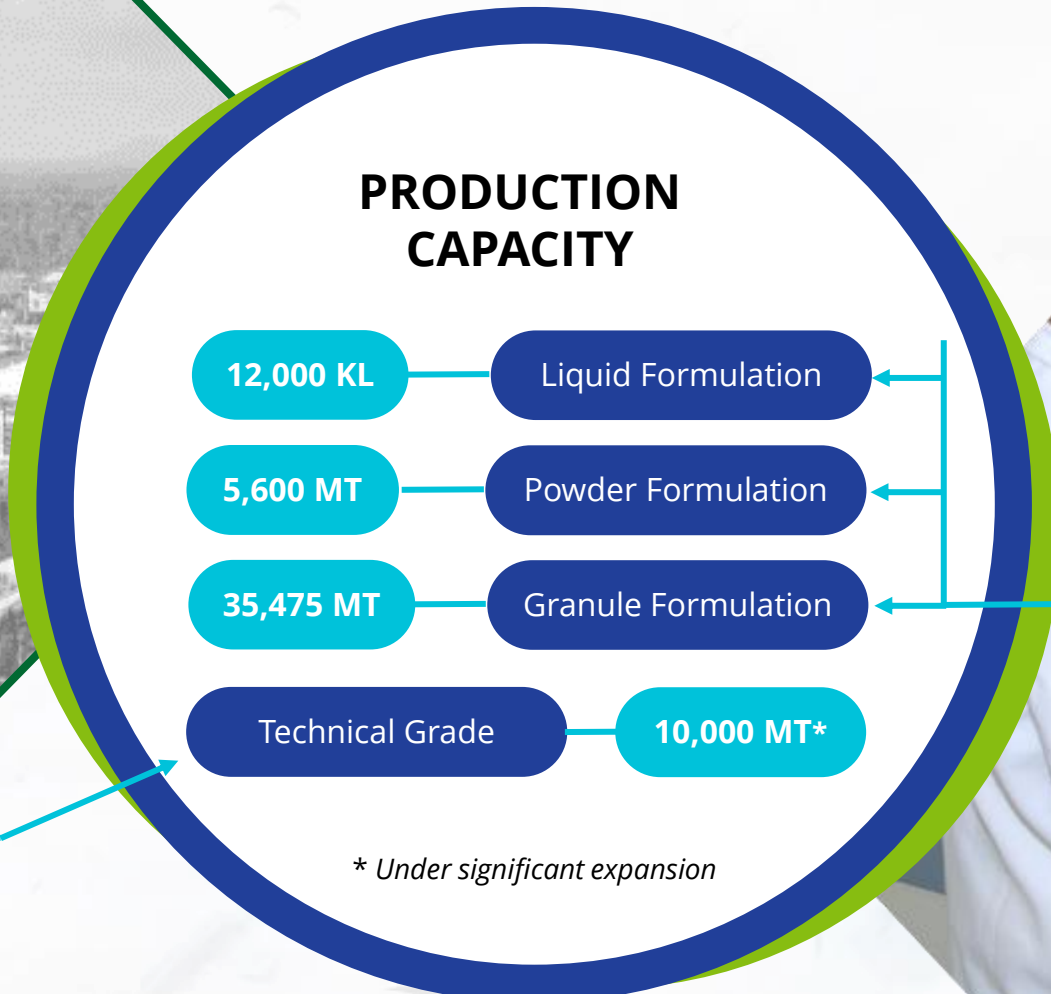 PRODUCTION
CAPACITY
12,000 KL Liquid Formulation
5,600 MT Powder Formulation
35,475 MT Granule Formulation
Technical Grade 10,000 MT*
* Under significant expansion